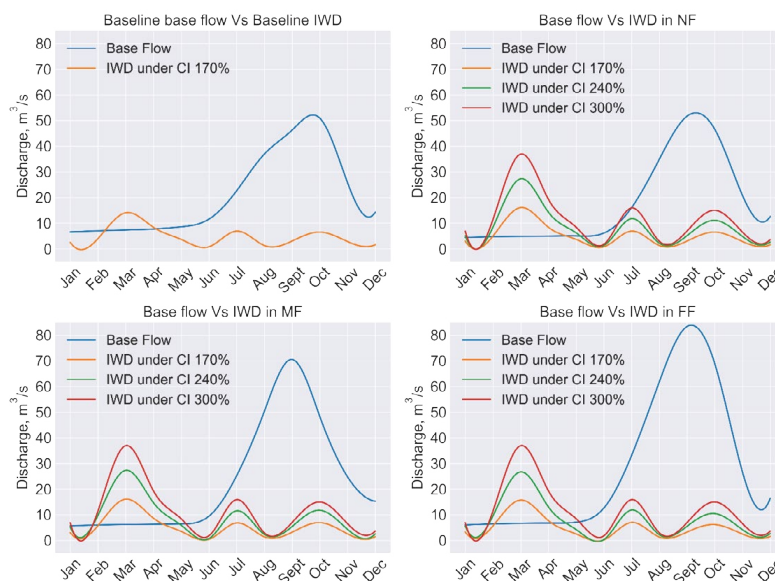 Baseline base flow Vs Baseline IWD
80
70
60
50
40
30
20
10
0
Discharge, m³/s
Base Flow
IWD under CI 170%
Jan Feb Mar Apr May Jun Jul Aug Sept Oct Nov Dec
Base flow Vs IWD in NF
80
70
60
50
40
30
20
10
0
Discharge, m³/s
Base Flow
IWD under CI 170%
IWD under CI 240%
IWD under CI 300%
Jan Feb Mar Apr May Jun Jul Aug Sept Oct Nov Dec
Base flow Vs IWD in MF
80
70
60
50
40
30
20
10
0
Discharge, m³/s
Base Flow
IWD under CI 170%
IWD under CI 240%
IWD under CI 300%
Jan Feb Mar Apr May Jun Jul Aug Sept Oct Nov Dec
Base flow Vs IWD in FF
80
70
60
50
40
30
20
10
0
Discharge, m³/s
Base Flow
IWD under CI 170%
IWD under CI 240%
IWD under CI 300%
Jan Feb Mar Apr May Jun Jul Aug Sept Oct Nov Dec